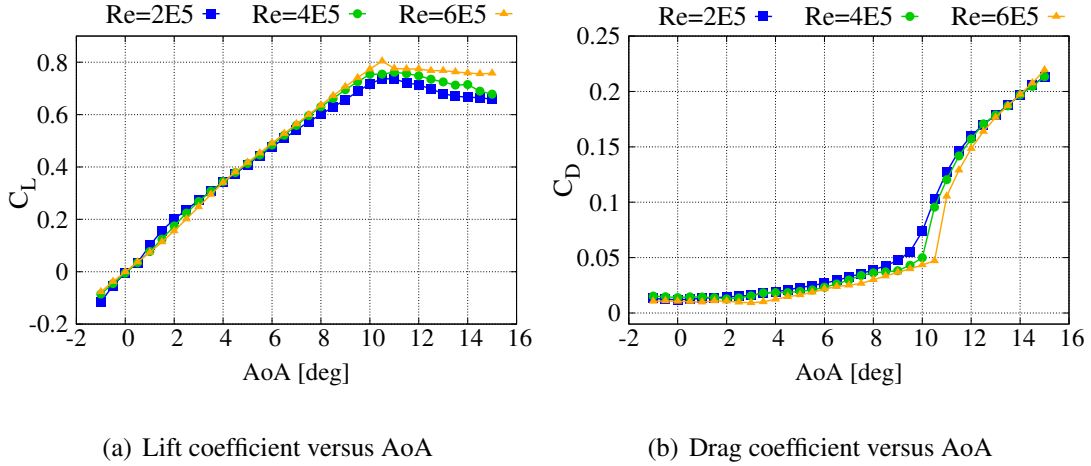 Re=2E5 Re=4E5 Re=6E5
0.8
0.6
0.4
0.2
0
-0.2
-2 0 2 4 6 8 10 12 14 16
C_L
AoA [deg]
(a) Lift coefficient versus AoA
Re=2E5 Re=4E5 Re=6E5
0.25
0.2
0.15
0.1
0.05
0
-2 0 2 4 6 8 10 12 14 16
C_D
AoA [deg]
(b) Drag coefficient versus AoA